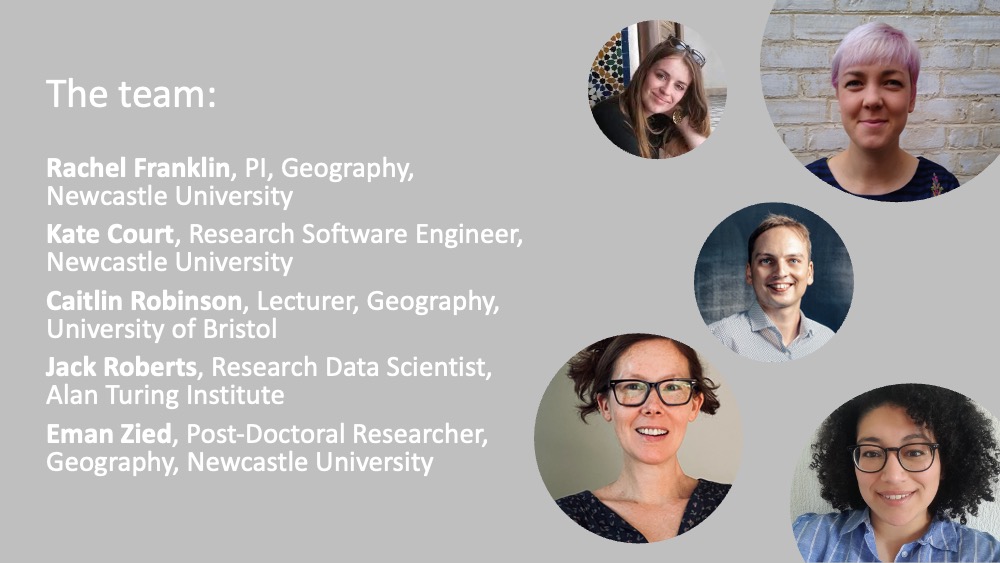 The team:
Rachel Franklin, PI, Geography,
Newcastle University
Kate Court, Research Software Engineer,
Newcastle University
Caitlin Robinson, Lecturer, Geography,
University of Bristol
Jack Roberts, Research Data Scientist,
Alan Turing Institute
Eman Zied, Post-Doctoral Researcher,
Geography, Newcastle University